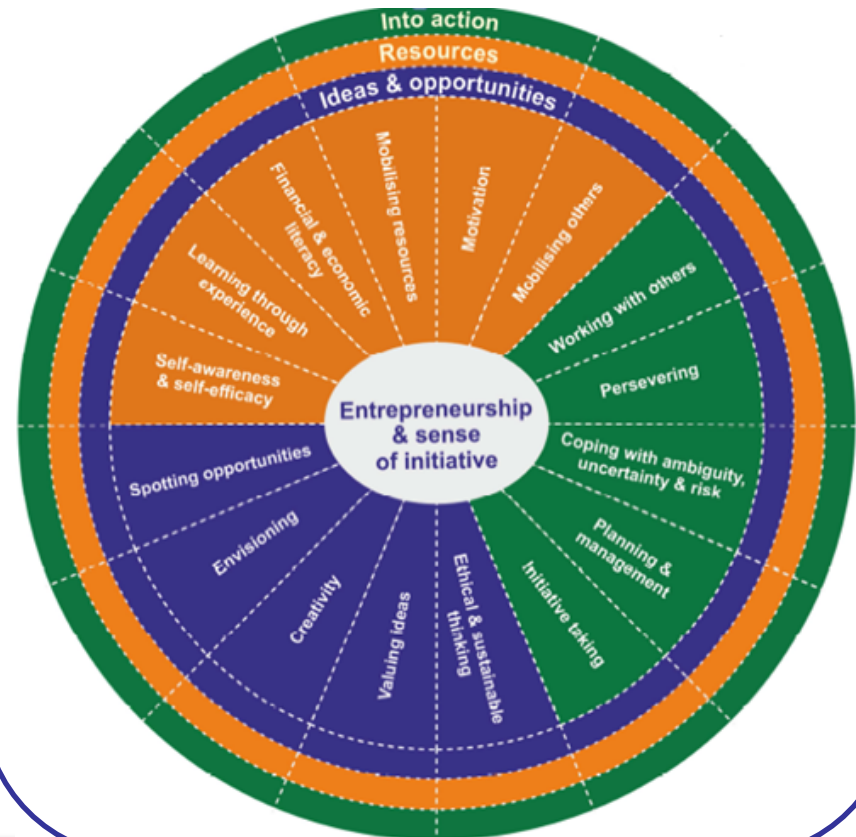 Into action
Resources
Ideas & opportunities
Mobilising resources
Motivation
Mobilising others
Financial & economic
literacy
Learning through
experience
Self-awareness
& self-efficacy
Working with others
Persevering
Coping with ambiguity,
uncertainty & risk
Planning &
management
Initiative taking
Entrepreneurship
& sense
of initiative
Spotting opportunities
Envisioning
Creativity
Valuing ideas
Ethical & sustainable
thinking